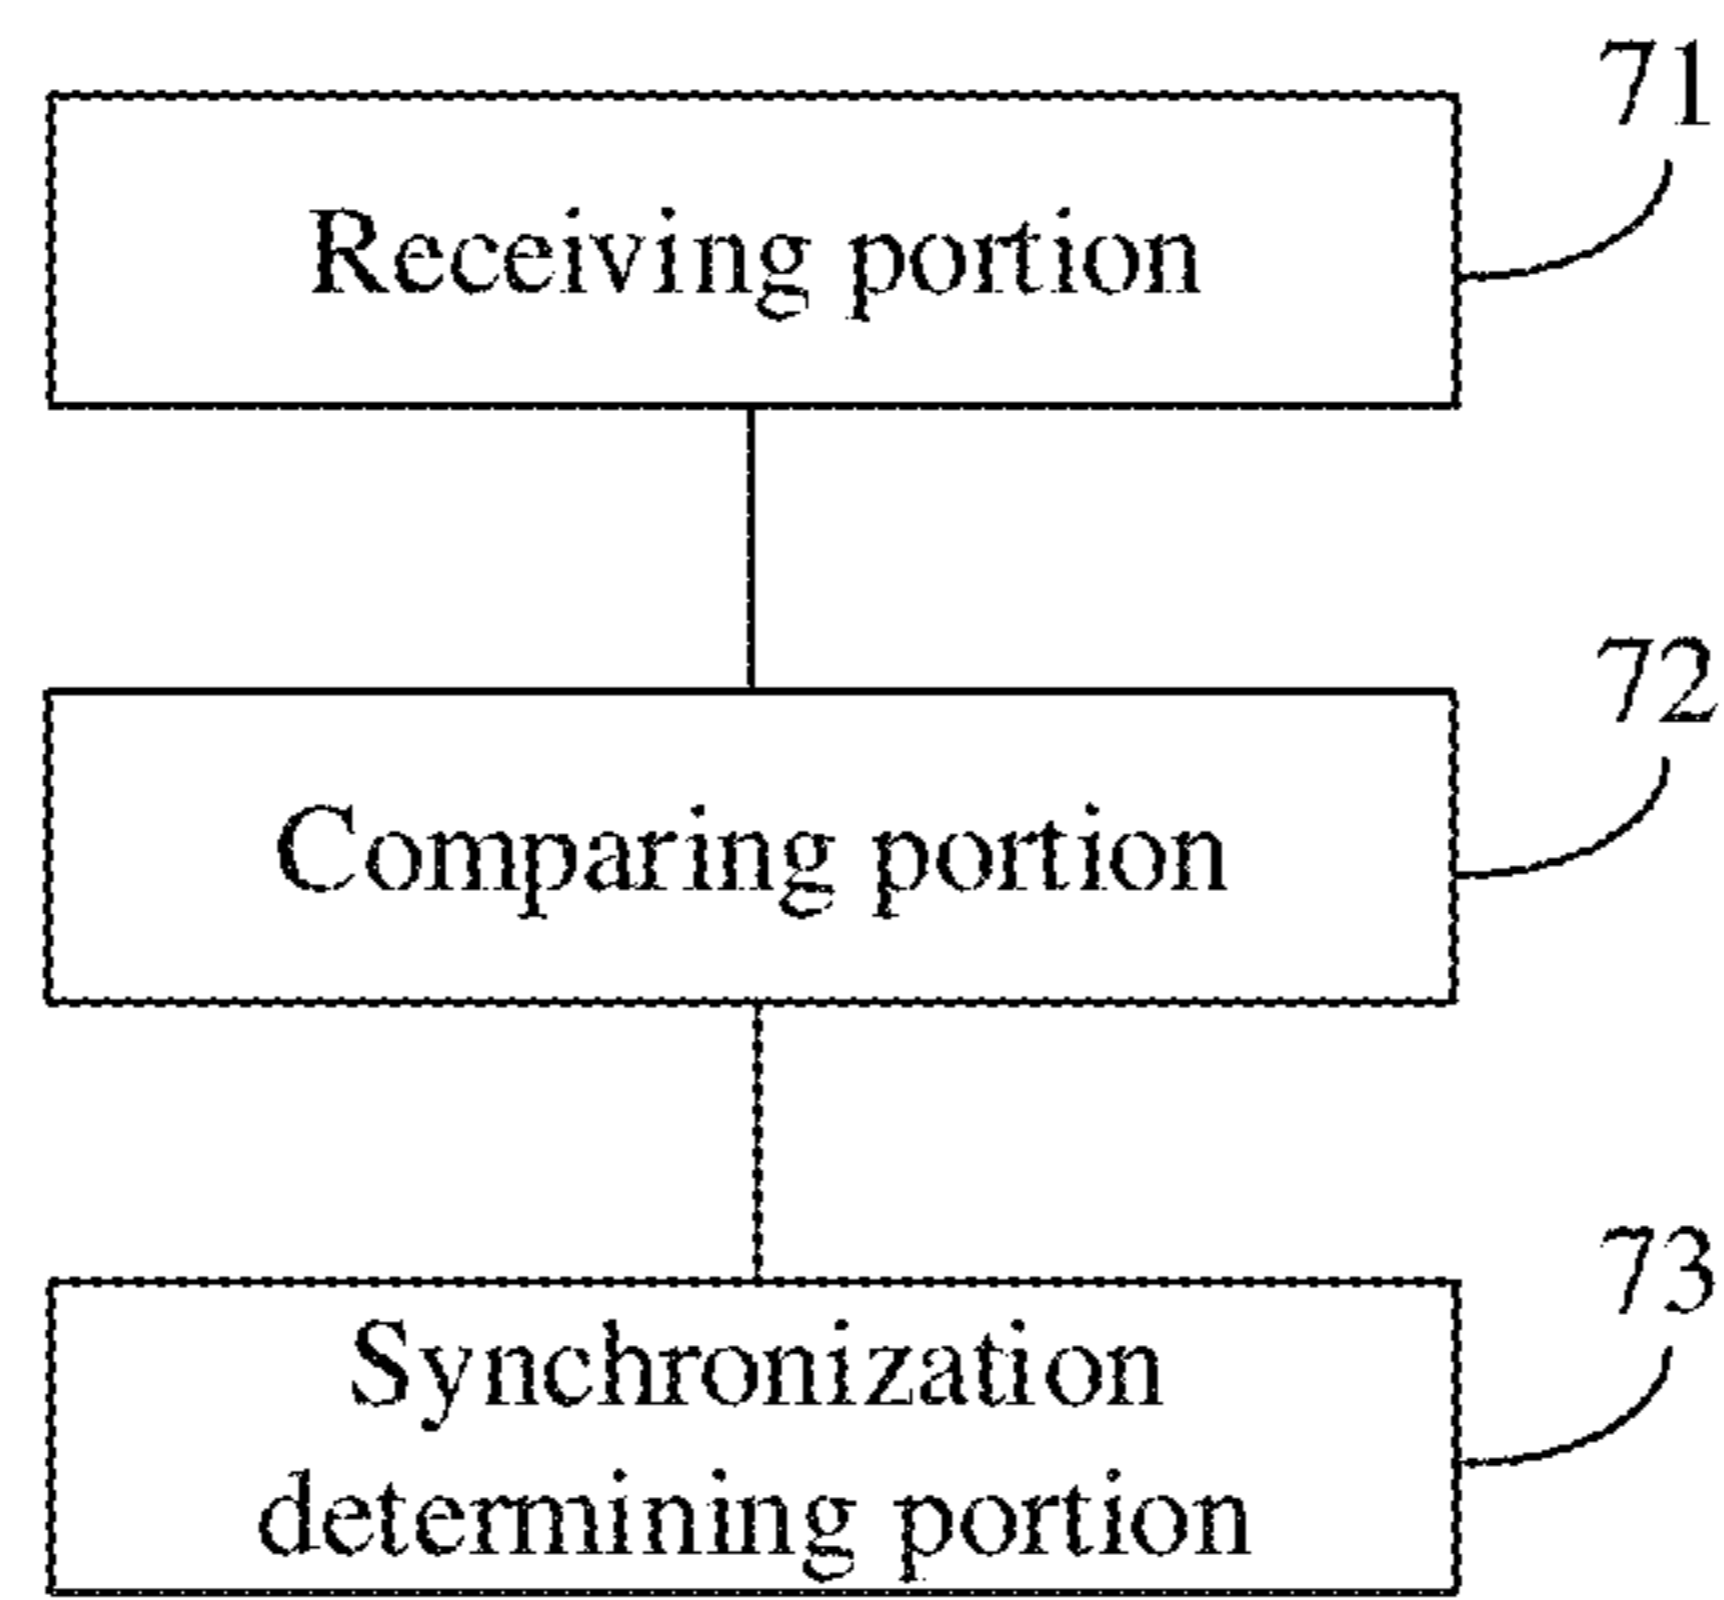 71
Receiving portion
72
Comparing portion
73
Synchronization
determining portion